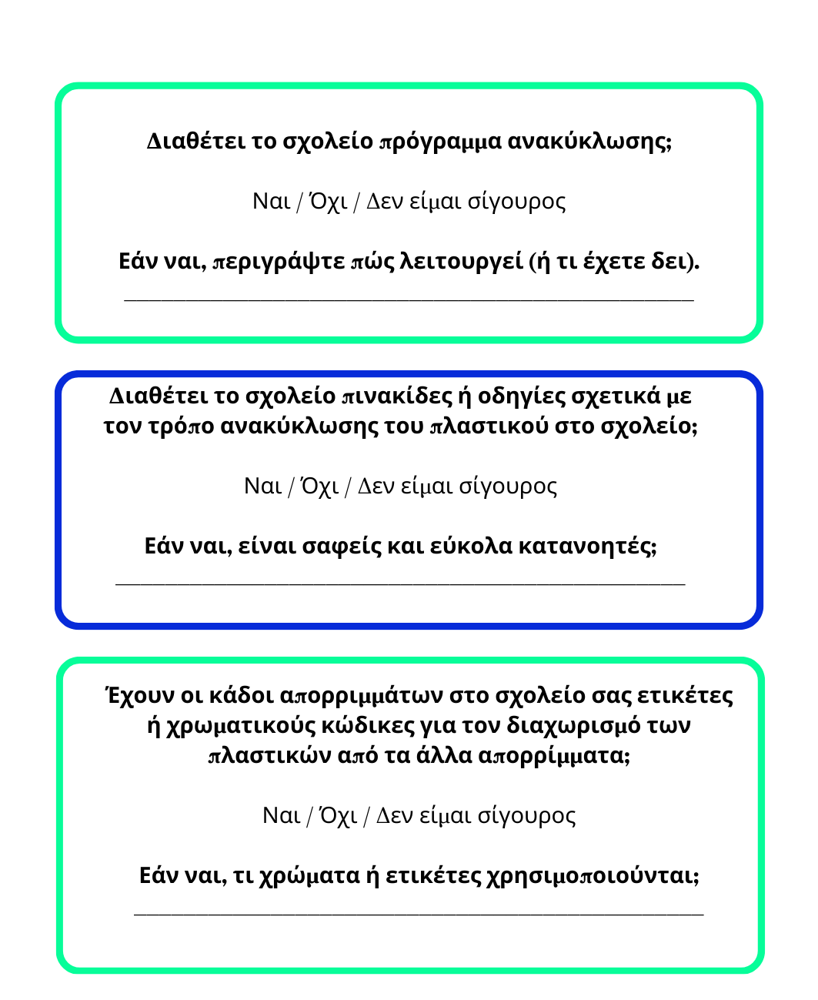 Διαθέτει το σχολείο πρόγραμμα ανακύκλωσης;
Ναι / Όχι / Δεν είμαι σίγουρος
Εάν ναι, περιγράψτε πώς λειτουργεί (ή τι έχετε δει).
______________________________________________
Διαθέτει το σχολείο πινακίδες ή οδηγίες σχετικά με
τον τρόπο ανακύκλωσης του πλαστικού στο σχολείο;
Ναι / Όχι / Δεν είμαι σίγουρος
Εάν ναι, είναι σαφείς και εύκολα κατανοητές;
______________________________________________
Έχουν οι κάδοι απορριμμάτων στο σχολείο σας ετικέτες
ή χρωματικούς κώδικες για τον διαχωρισμό των
πλαστικών από τα άλλα απορρίμματα;
Ναι / Όχι / Δεν είμαι σίγουρος
Εάν ναι, τι χρώματα ή ετικέτες χρησιμοποιούνται;
______________________________________________